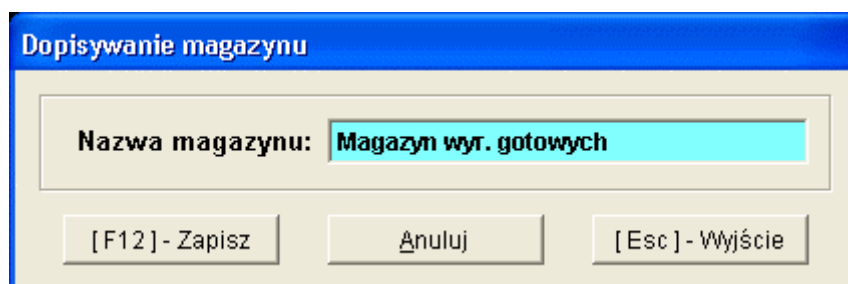 Dopisywanie magazynu
Nazwa magazynu: Magazyn wyr. gotowych
[ F12 ] - Zapisz Anuluj [ Esc ] - Wyjście